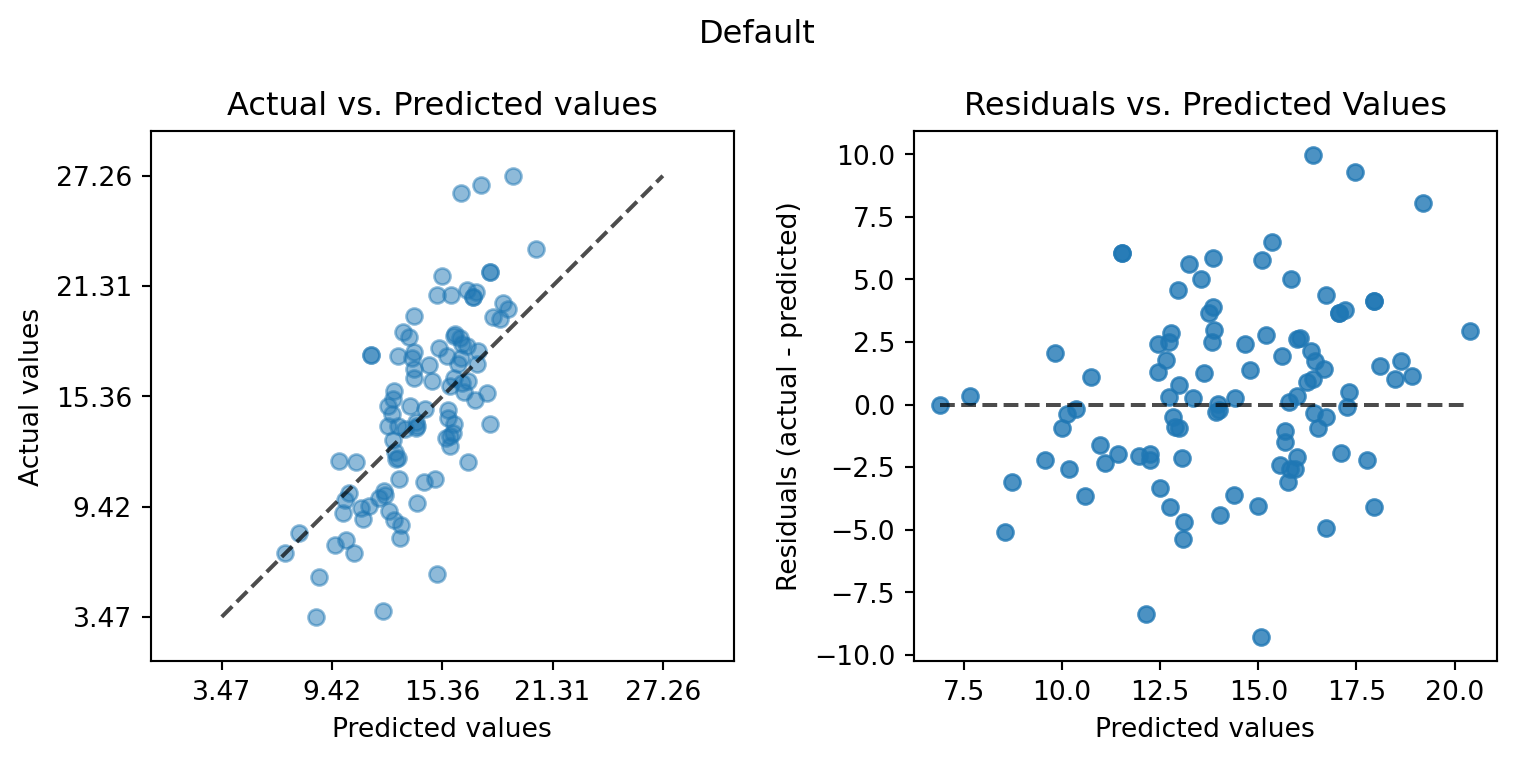 Default
Actual vs. Predicted values
Actual values
27.26
21.31
15.36
9.42
3.47
3.47 9.42 15.36 21.31 27.26
Predicted values
Residuals vs. Predicted Values
Residuals (actual - predicted)
10.0
7.5
5.0
2.5
0.0
−2.5
−5.0
−7.5
−10.0
7.5 10.0 12.5 15.0 17.5 20.0
Predicted values